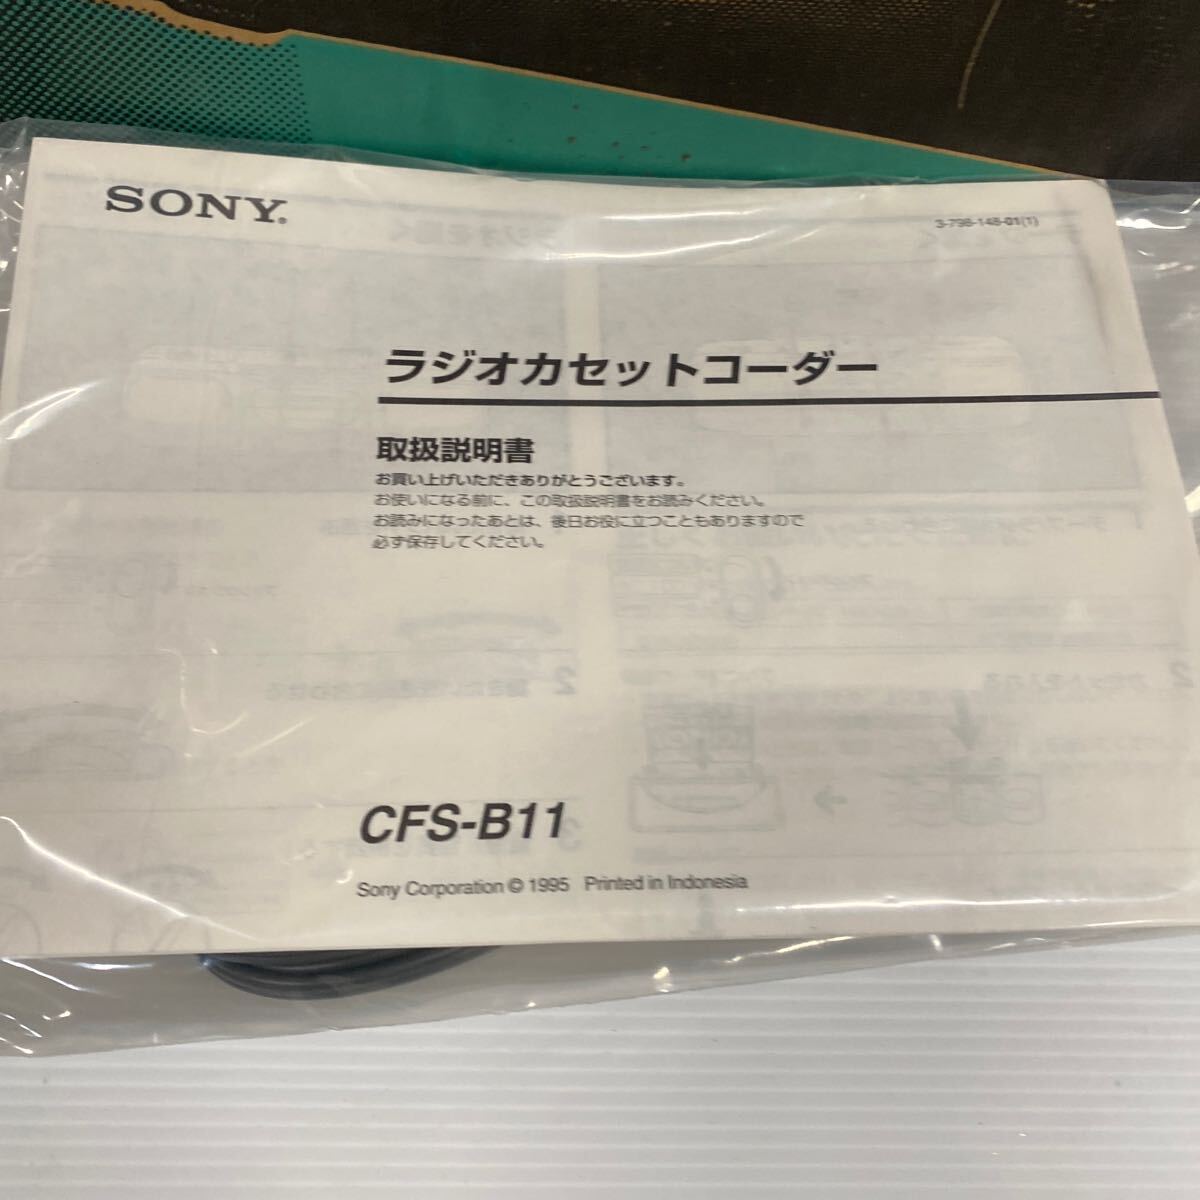 SONY®
3-798-148-01(1)
ラジオカセットコーダー
取扱説明書
お買い上げいただきありがとうございます。
お使いになる前に、この取扱説明書をお読みください。
お読みになったあとは、後日お役に立つこともありますので
必ず保存してください。
CFS-B11
Sony Corporation © 1995 Printed in Indonesia